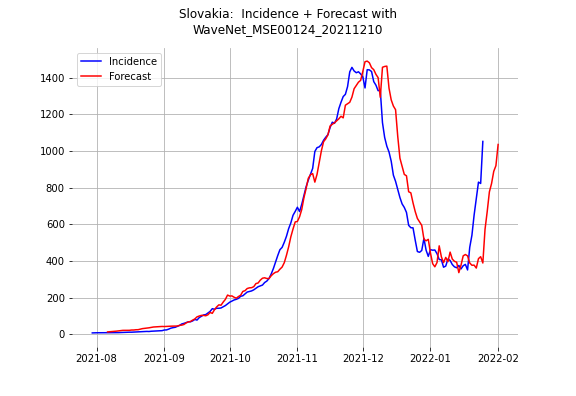 Slovakia:  Incidence + Forecast with
WaveNet_MSE00124_20211210
Incidence
Forecast
1400
1200
1000
800
600
400
200
0
2021-08 2021-09 2021-10 2021-11 2021-12 2022-01 2022-02